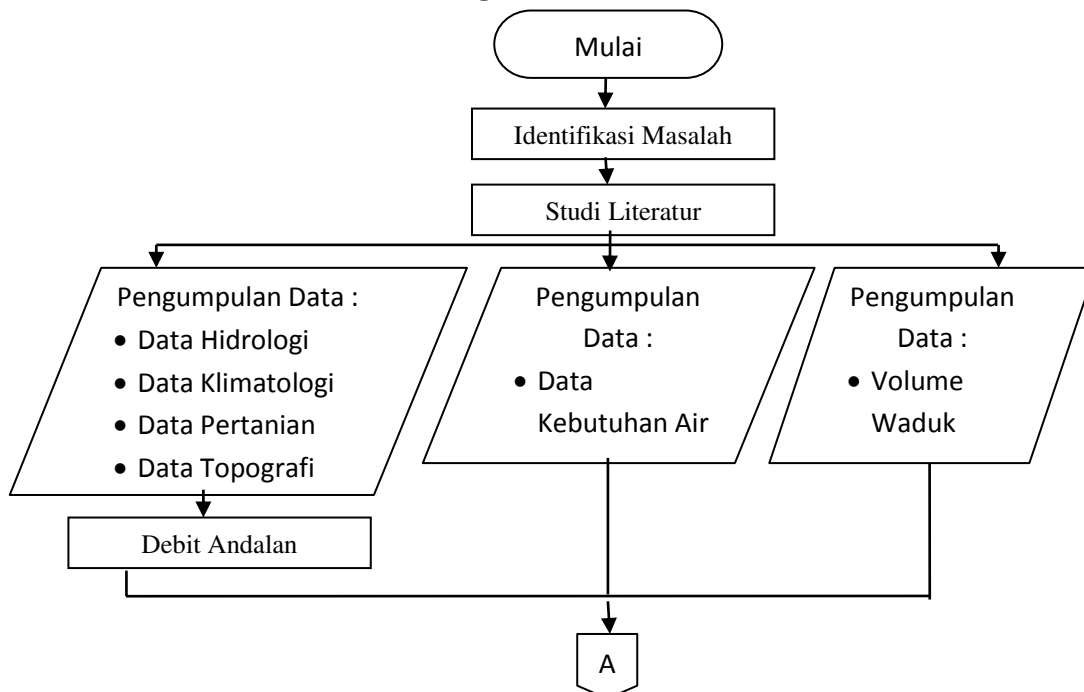 Mulai
Identifikasi Masalah
Studi Literatur
Pengumpulan Data :
• Data Hidrologi
• Data Klimatologi
• Data Pertanian
• Data Topografi
Pengumpulan
Data :
• Data
Kebutuhan Air
Pengumpulan
Data :
• Volume
Waduk
Debit Andalan
A